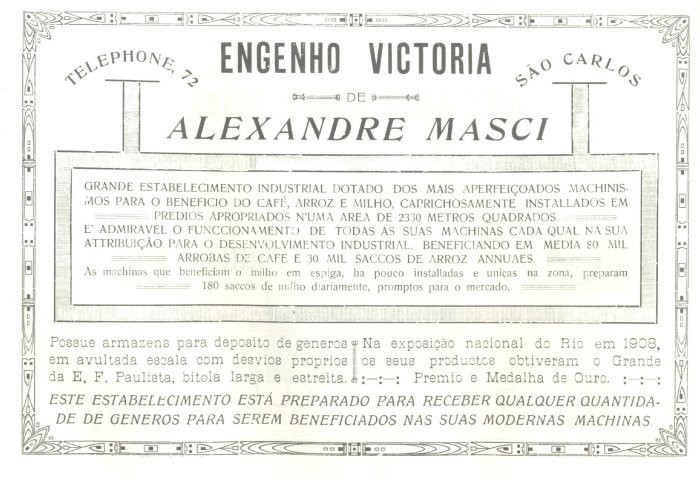 TELEPHONE, 72
ENGENHO VICTORIA
SÃO CARLOS
DE
ALEXANDRE MASCI
GRANDE ESTABELECIMENTO INDUSTRIAL DOTADO DOS MAIS APERFEIÇOADOS MACHINIS-
MOS PARA O BENEFICIO DO CAFÉ, ARROZ E MILHO, CAPRICHOSAMENTE INSTALLADOS EM
PREDIOS APROPRIADOS N'UMA AREA DE 2330 METROS QUADRADOS
E' ADMIRAVEL O FUNCCIONAMENTO DE TODAS AS SUAS MACHINAS CADA QUAL NA SUA
ATTRIBUIÇÃO PARA O DESENVOLVIMENTO INDUSTRIAL, BENEFICIANDO EM MEDIA 80 MIL
ARROBAS DE CAFE E 30 MIL SACCOS DE ARROZ ANNUAES.
As machinas que beneficiam o milho em espiga, ha pouco installadas e unicas na zona, preparam
180 saccos de milho diariamente, promptos para o mercado.
Possue armazens para deposito de generos
em avultada escala com desvios proprios
da E. F. Paulista, bitola larga e estreita.
Na exposição nacional do Rio em 1908,
os seus productos obtiveram o Grande
Premio e Medalha de Ouro.
ESTE ESTABELECIMENTO ESTÁ PREPARADO PARA RECEBER QUALQUER QUANTIDA-
DE DE GENEROS PARA SEREM BENEFICIADOS NAS SUAS MODERNAS MACHINAS